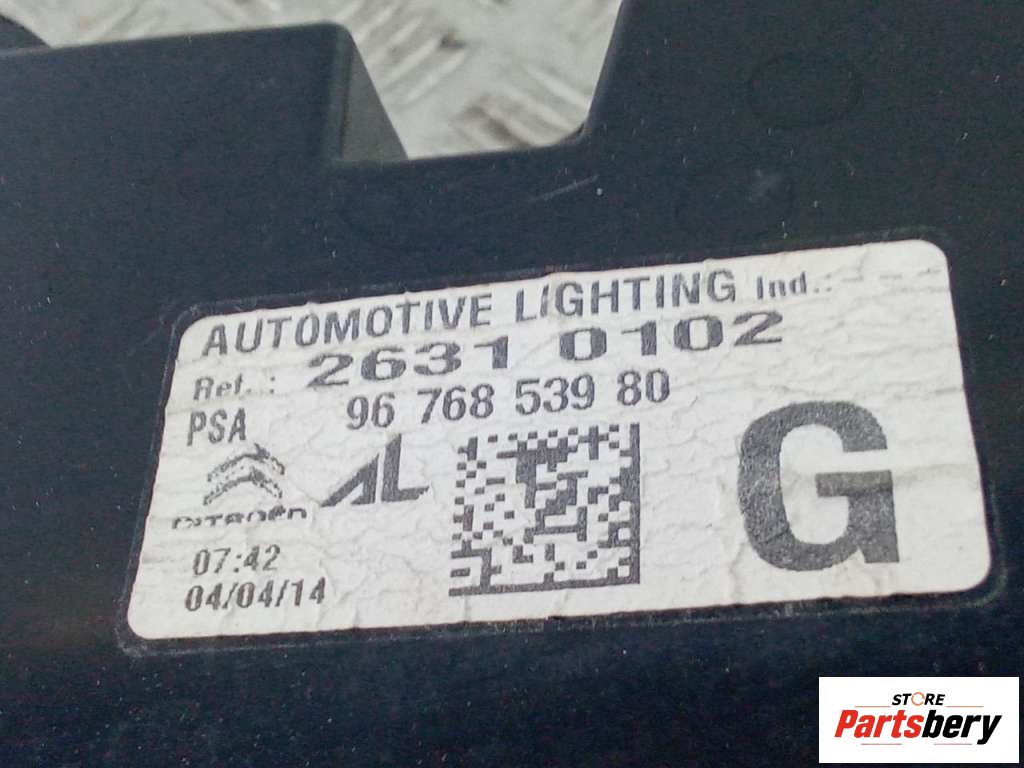 AUTOMOTIVE LIGHTING Ind.: --
Ref.: 2631 0102
PSA 96 768 539 80
AL
CITROËN
G
07:42
04/04/14
STORE
Partsbery